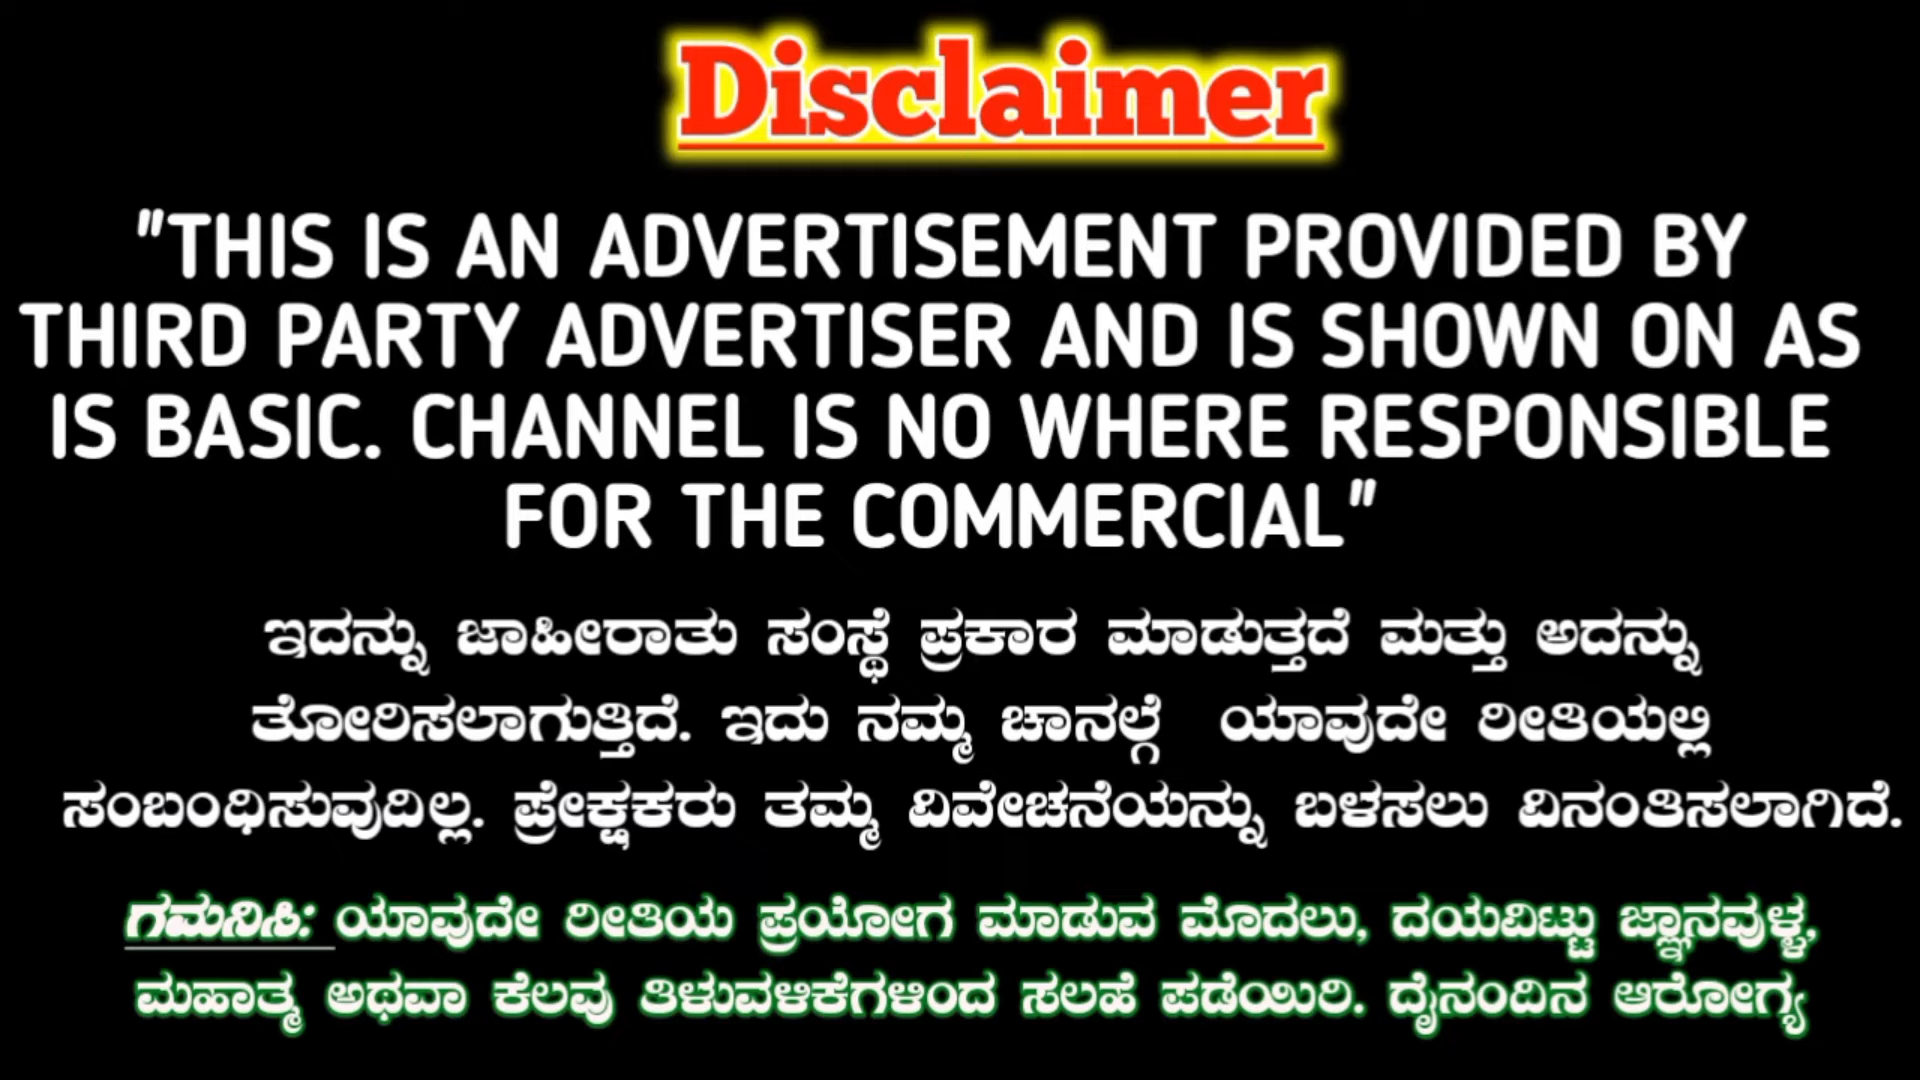 Disclaimer
"THIS IS AN ADVERTISEMENT PROVIDED BY
THIRD PARTY ADVERTISER AND IS SHOWN ON AS
IS BASIC. CHANNEL IS NO WHERE RESPONSIBLE
FOR THE COMMERCIAL"
ಇದನ್ನು ಜಾಹೀರಾತು ಸಂಸ್ಥೆ ಪ್ರಕಾರ ಮಾಡುತ್ತದೆ ಮತ್ತು ಅದನ್ನು
ತೋರಿಸಲಾಗುತ್ತಿದೆ. ಇದು ನಮ್ಮ ಚಾನಲ್ಗೆ ಯಾವುದೇ ರೀತಿಯಲ್ಲಿ
ಸಂಬಂಧಿಸುವುದಿಲ್ಲ. ಪ್ರೇಕ್ಷಕರು ತಮ್ಮ ವಿವೇಚನೆಯನ್ನು ಬಳಸಲು ವಿನಂತಿಸಲಾಗಿದೆ.
ಗಮನಿಸಿ: ಯಾವುದೇ ರೀತಿಯ ಪ್ರಯೋಗ ಮಾಡುವ ಮೊದಲು, ದಯವಿಟ್ಟು ಜ್ಞಾನವುಳ್ಳ,
ಮಹಾತ್ಮ ಅಥವಾ ಕೆಲವು ತಿಳುವಳಿಕೆಗಳಿಂದ ಸಲಹೆ ಪಡೆಯಿರಿ. ದೈನಂದಿನ ಆರೋಗ್ಯ